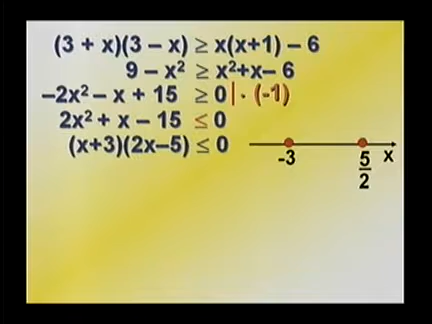 (3 + x)(3 – x) ≥ x(x+1) – 6
9 – x² ≥ x²+x– 6
–2x² – x + 15 ≥ 0 | · (-1)
2x² + x – 15 ≤ 0
(x+3)(2x–5) ≤ 0
-3 5/2 x